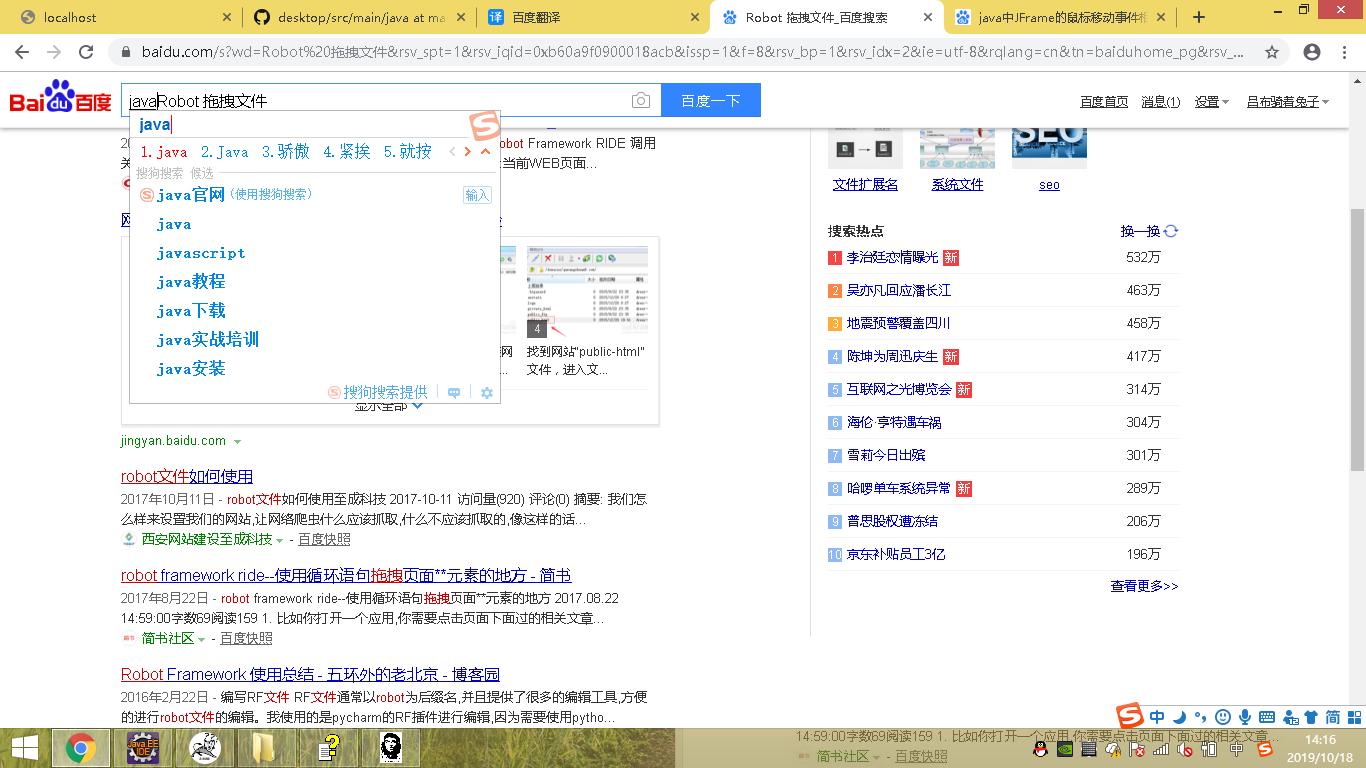 localhost
desktop/src/main/java at ma
百度翻译
Robot 拖拽文件_百度搜索
java中JFrame的鼠标移动事件和
baidu.com/s?wd=Robot%20拖拽文件&rsv_spt=1&rsv_iqid=0xb60a9f0900018acb&issp=1&f=8&rsv_bp=1&rsv_idx=2&ie=utf-8&rqlang=cn&tn=baiduhome_pg&rsv_...
Bai du 百度
javaRobot 拖拽文件
百度一下
百度首页 消息(1) 设置 吕布骑着兔子
java
1.java 2.java 3.骄傲 4.紧挨 5.就按
搜狗搜索 候选
java官网 (使用搜狗搜索) 输入
java
javascript
java教程
java下载
java实战培训
java安装
搜狗搜索提供
obot Framework RIDE 调用
当前WEB页面...
4
找到网站"public-html"
文件，进入文...
显示全部
jingyan.baidu.com
robot文件如何使用
2017年10月11日 - robot文件如何使用至成科技 2017-10-11 访问量(920) 评论(0) 摘要: 我们怎
么样来设置我们的网站,让网络爬虫什么应该抓取,什么不应该抓取的,像这样的话...
西安网站建设至成科技 - 百度快照
robot framework ride--使用循环语句拖拽页面**元素的地方 - 简书
2017年8月22日 - robot framework ride--使用循环语句拖拽页面**元素的地方 2017.08.22
14:59:00字数69阅读159 1. 比如你打开一个应用,你需要点击页面下面过的相关文章...
简书社区 - 百度快照
Robot Framework 使用总结 - 五环外的老北京 - 博客园
2016年2月22日 - 编写RF文件 RF文件通常以robot为后缀名,并且提供了很多的编辑工具,方便
的进行robot文件的编辑。我使用的是pycharm的RF插件进行编辑,因为需要使用pytho...
SEO
文件扩展名 系统文件 seo
搜索热点 换一换
1 李治廷恋情曝光 新 532万
2 吴亦凡回应潘长江 463万
3 地震预警覆盖四川 458万
4 陈坤为周迅庆生 新 417万
5 互联网之光博览会 新 314万
6 海伦·亨特遇车祸 304万
7 雪莉今日出殡 301万
8 哈啰单车系统异常 新 289万
9 普思股权遭冻结 206万
10 京东补贴员工3亿 196万
查看更多>>
中 简
14:59:00字数69阅读159 1. 比如你打开一个应用,你需要点击页面下面过的相关文章...
简书社区 - 百度快照
Java EE
IDE
中
14:16
2019/10/18